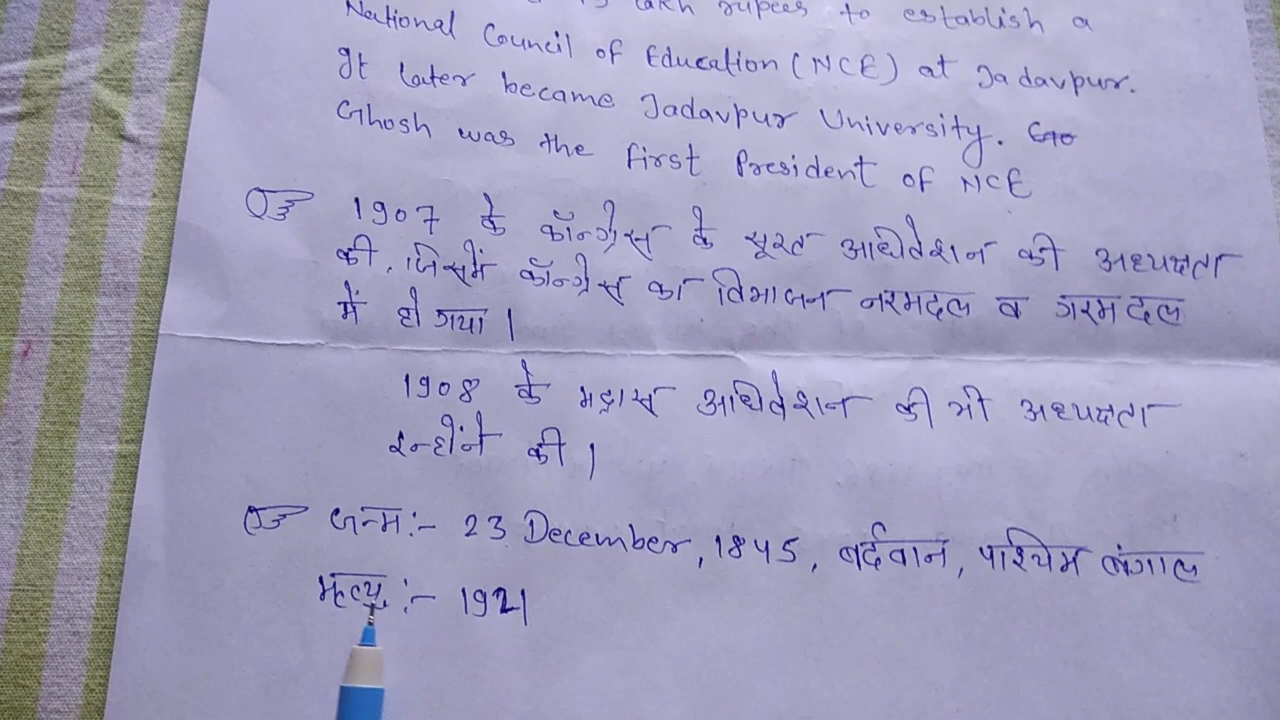 lakh rupees to establish a
National Council of Education (NCE) at Jadavpur.
It later became Jadavpur University.
Ghosh was the first President of NCE
1907 के कॉन्ग्रेस के सूरत अधिवेशन की अध्यक्षता
की, जिसमें कॉन्ग्रेस का विभाजन नरमदल व गरमदल
में हो गया।
1908 के मद्रास अधिवेशन की भी अध्यक्षता
इन्होंने की।
जन्म:- 23 December, 1845, बर्दवान, पश्चिम बंगाल
मृत्यु:- 1921